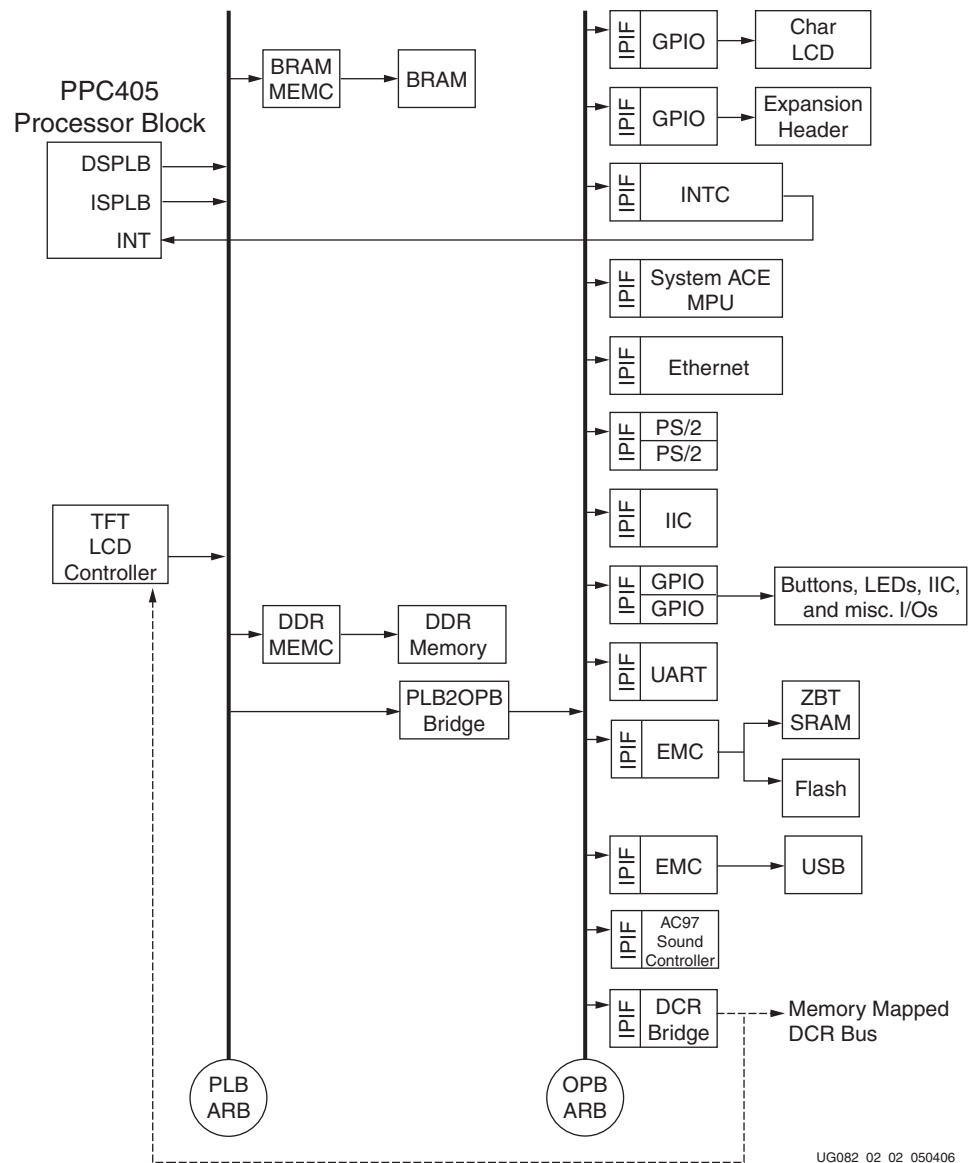 PPC405
Processor Block
DSPLB
ISPLB
INT
BRAM
MEMC
BRAM
TFT
LCD
Controller
DDR
MEMC
DDR
Memory
PLB2OPB
Bridge
PLB
ARB
IPIF
GPIO
Char
LCD
IPIF
GPIO
Expansion
Header
IPIF
INTC
IPIF
System ACE
MPU
IPIF
Ethernet
IPIF
PS/2
PS/2
IPIF
IIC
IPIF
GPIO
GPIO
Buttons, LEDs, IIC,
and misc. I/Os
IPIF
UART
IPIF
EMC
ZBT
SRAM
Flash
IPIF
EMC
USB
IPIF
AC97
Sound
Controller
IPIF
DCR
Bridge
Memory Mapped
DCR Bus
OPB
ARB
UG082_02_02_050406